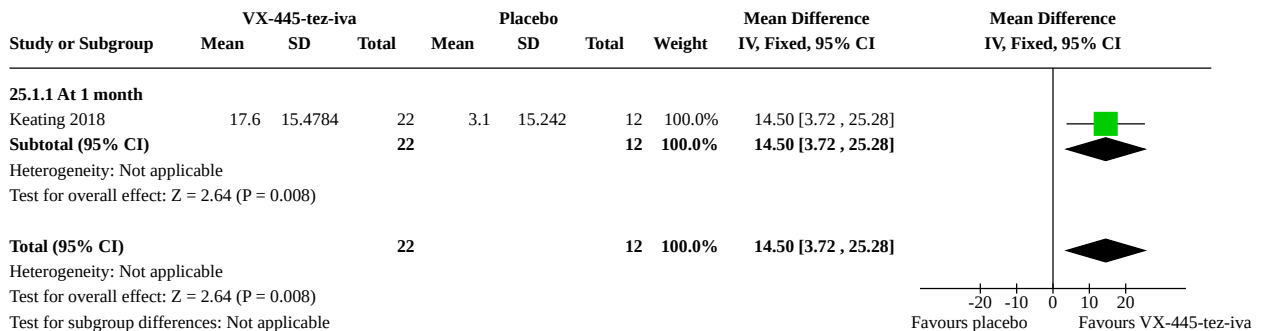 VX-445-tez-iva Placebo Mean Difference Mean Difference
Study or Subgroup Mean SD Total Mean SD Total Weight IV, Fixed, 95% CI IV, Fixed, 95% CI
25.1.1 At 1 month
Keating 2018 17.6 15.4784 22 3.1 15.242 12 100.0% 14.50 [3.72 , 25.28]
Subtotal (95% CI) 22 12 100.0% 14.50 [3.72 , 25.28]
Heterogeneity: Not applicable
Test for overall effect: Z = 2.64 (P = 0.008)
Total (95% CI) 22 12 100.0% 14.50 [3.72 , 25.28]
Heterogeneity: Not applicable
Test for overall effect: Z = 2.64 (P = 0.008) -20 -10 0 10 20
Test for subgroup differences: Not applicable Favours placebo Favours VX-445-tez-iva